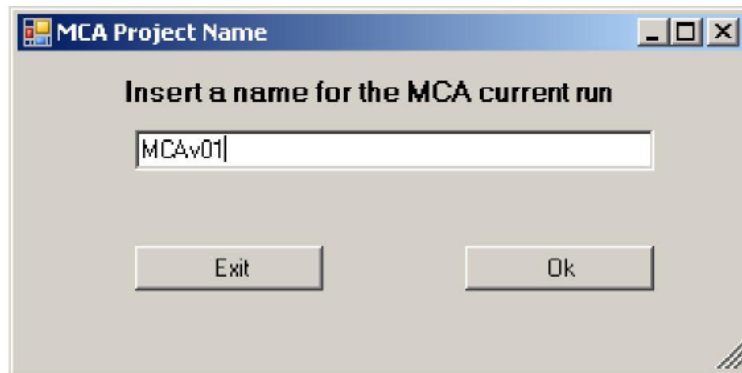 MCA Project Name
Insert a name for the MCA current run
MCAv01
Exit Ok